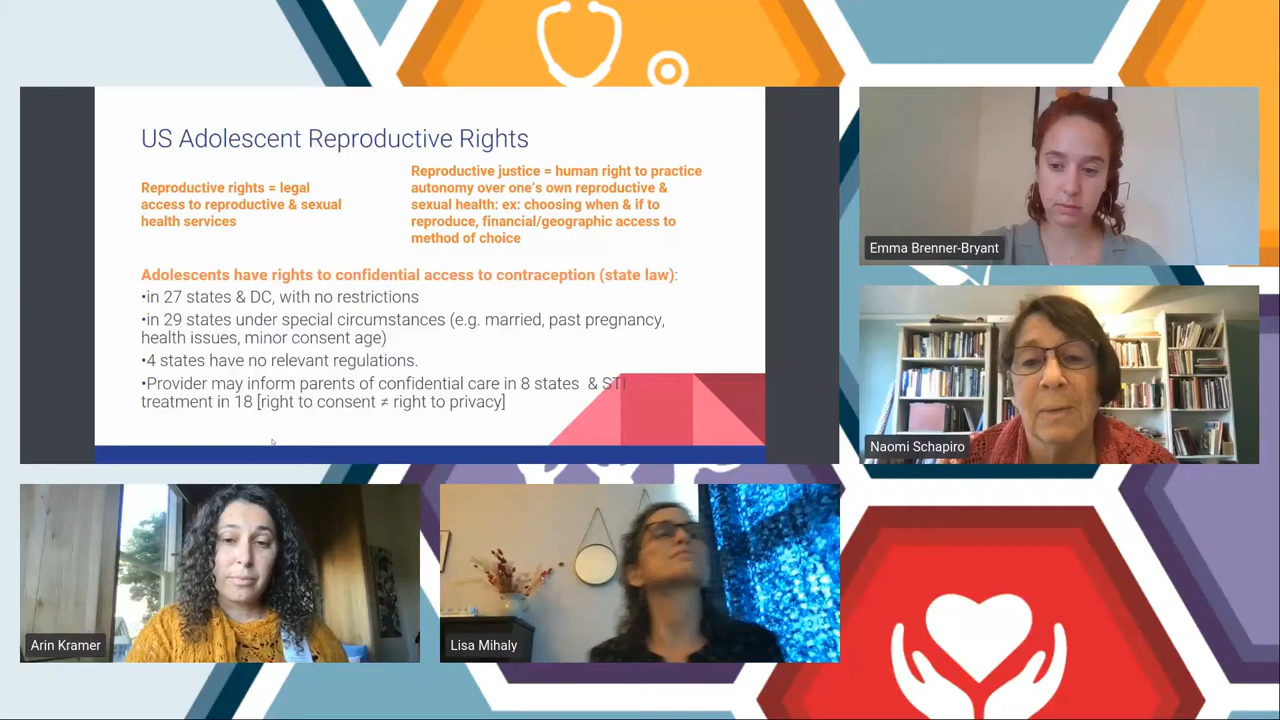 US Adolescent Reproductive Rights
Reproductive rights = legal
access to reproductive & sexual
health services
Reproductive justice = human right to practice
autonomy over one's own reproductive &
sexual health: ex: choosing when & if to
reproduce, financial/geographic access to
method of choice
Adolescents have rights to confidential access to contraception (state law):
•in 27 states & DC, with no restrictions
•in 29 states under special circumstances (e.g. married, past pregnancy,
health issues, minor consent age)
•4 states have no relevant regulations.
•Provider may inform parents of confidential care in 8 states & STI
treatment in 18 [right to consent ≠ right to privacy]
Emma Brenner-Bryant
Naomi Schapiro
Arin Kramer
Lisa Mihaly